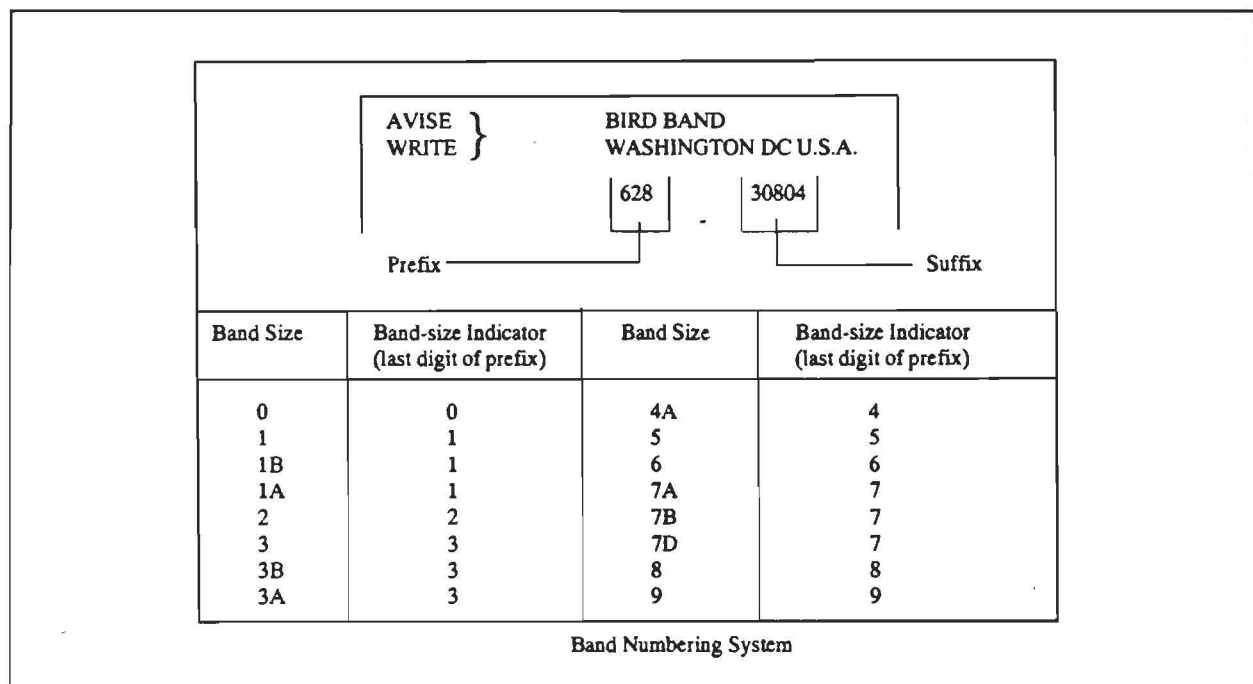 AVISE } BIRD BAND
WRITE WASHINGTON DC U.S.A.
628 - 30804
Prefix Suffix
Band Size Band-size Indicator (last digit of prefix) Band Size Band-size Indicator (last digit of prefix)
0 0 4A 4
1 1 5 5
1B 1 6 6
1A 1 7A 7
2 2 7B 7
3 3 7D 7
3B 3 8 8
3A 3 9 9
Band Numbering System